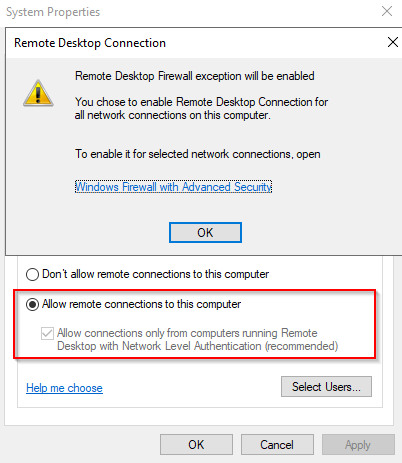 System Properties
Remote Desktop Connection
Remote Desktop Firewall exception will be enabled
You chose to enable Remote Desktop Connection for
all network connections on this computer.
To enable it for selected network connections, open
Windows Firewall with Advanced Security
OK
Don't allow remote connections to this computer
Allow remote connections to this computer
Allow connections only from computers running Remote
Desktop with Network Level Authentication (recommended)
Help me choose
Select Users...
OK
Cancel
Apply